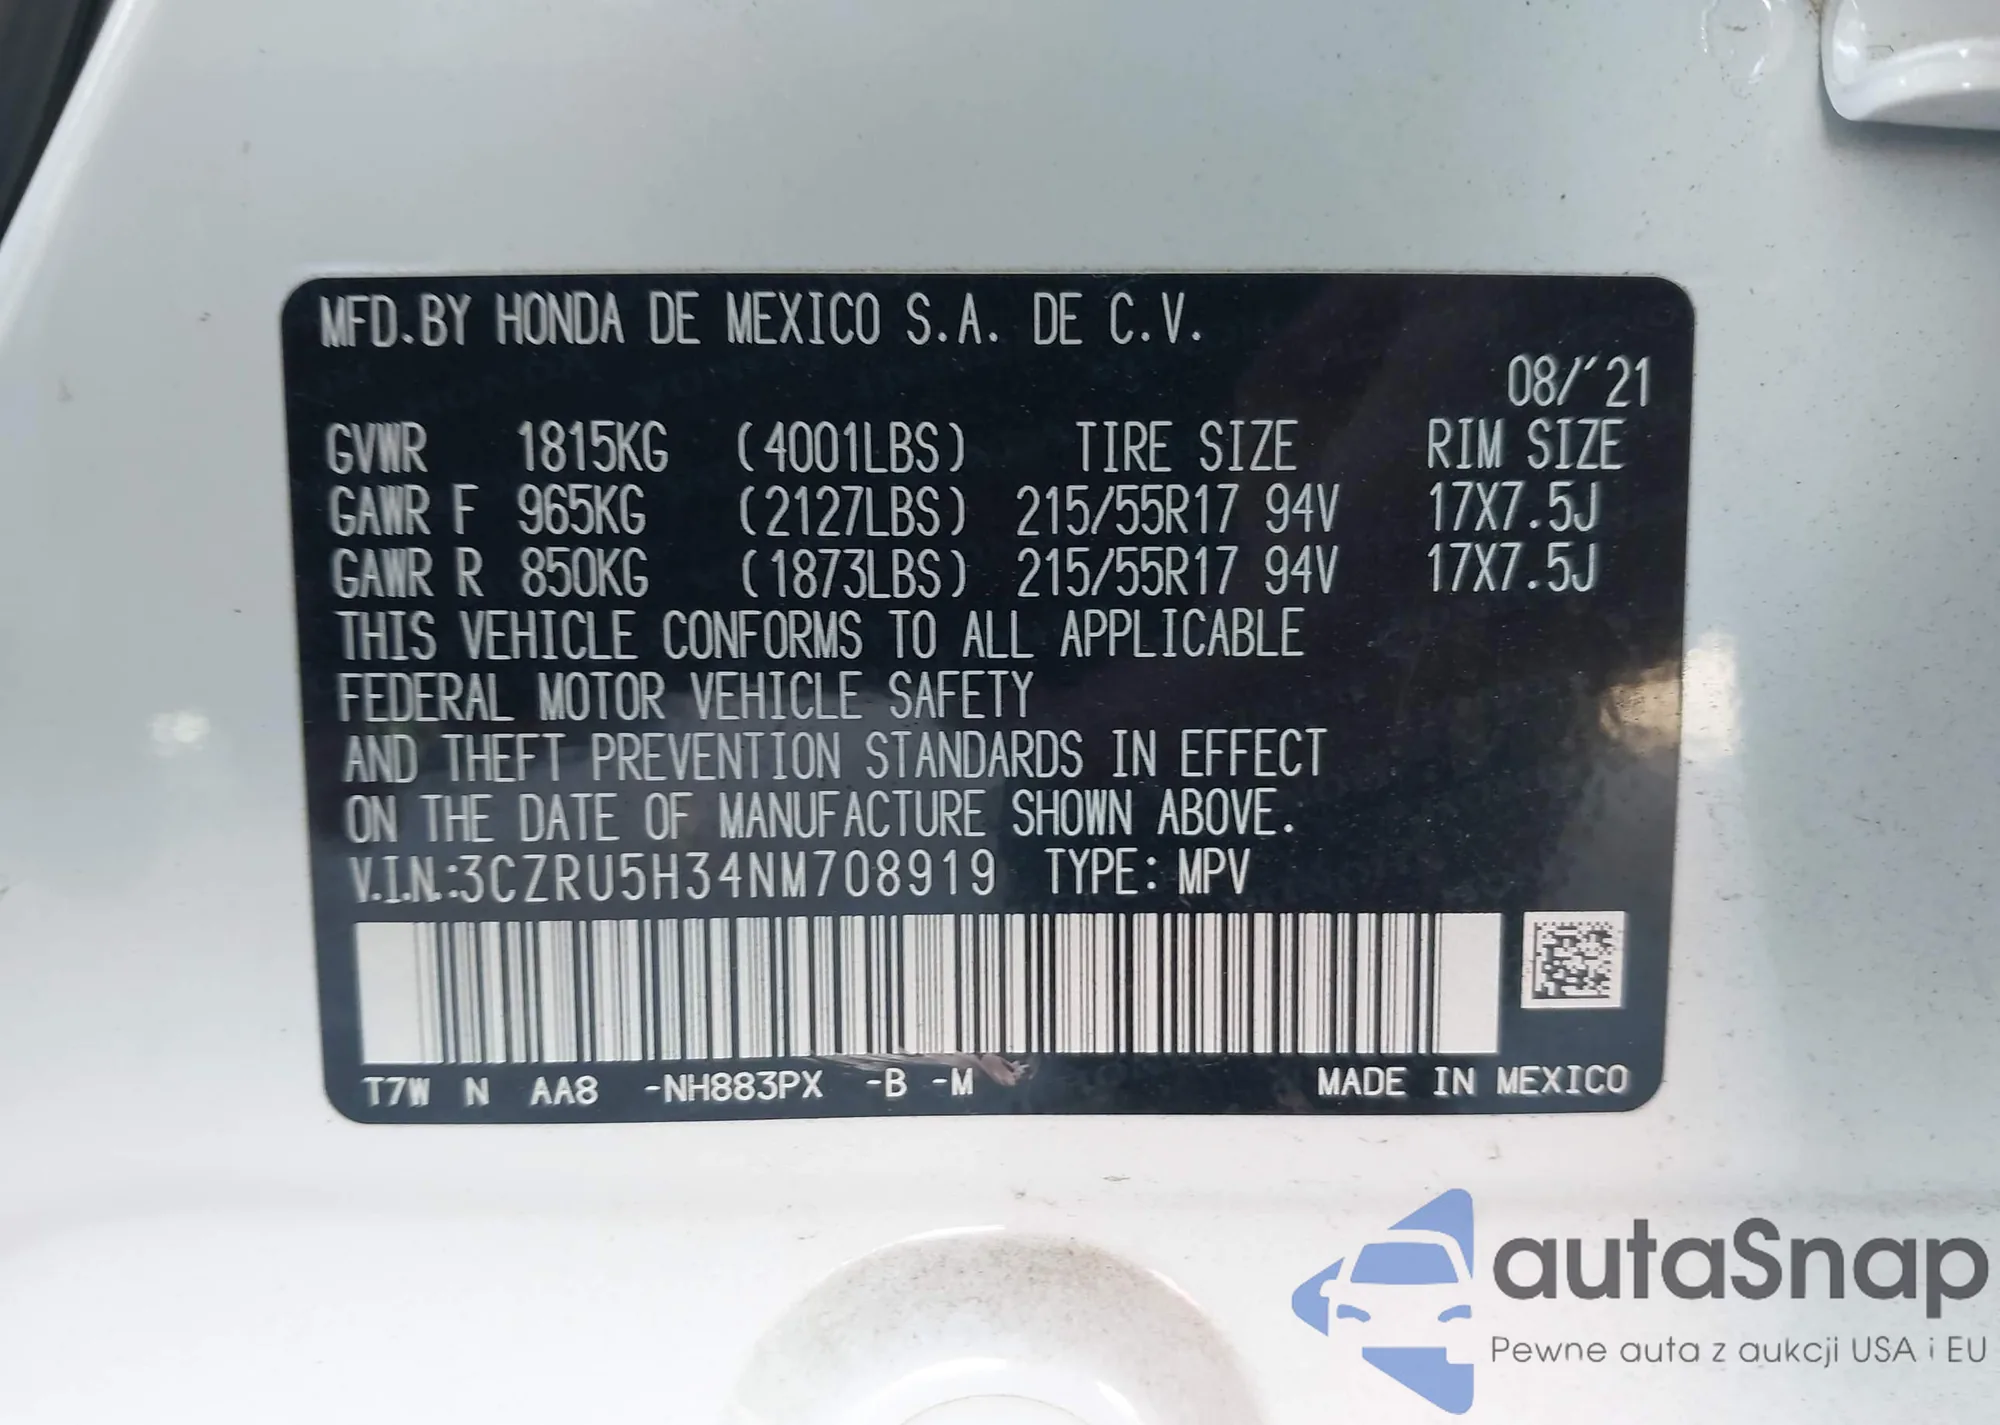 MFD.BY HONDA DE MEXICO S.A. DE C.V.
08/'21
GVWR 1815KG (4001LBS) TIRE SIZE RIM SIZE
GAWR F 965KG (2127LBS) 215/55R17 94V 17X7.5J
GAWR R 850KG (1873LBS) 215/55R17 94V 17X7.5J
THIS VEHICLE CONFORMS TO ALL APPLICABLE
FEDERAL MOTOR VEHICLE SAFETY
AND THEFT PREVENTION STANDARDS IN EFFECT
ON THE DATE OF MANUFACTURE SHOWN ABOVE.
V.I.N.:3CZRU5H34NM708919 TYPE: MPV
T7W N AA8 -NH883PX -B -M MADE IN MEXICO
autaSnap
Pewne auta z aukcji USA i EU